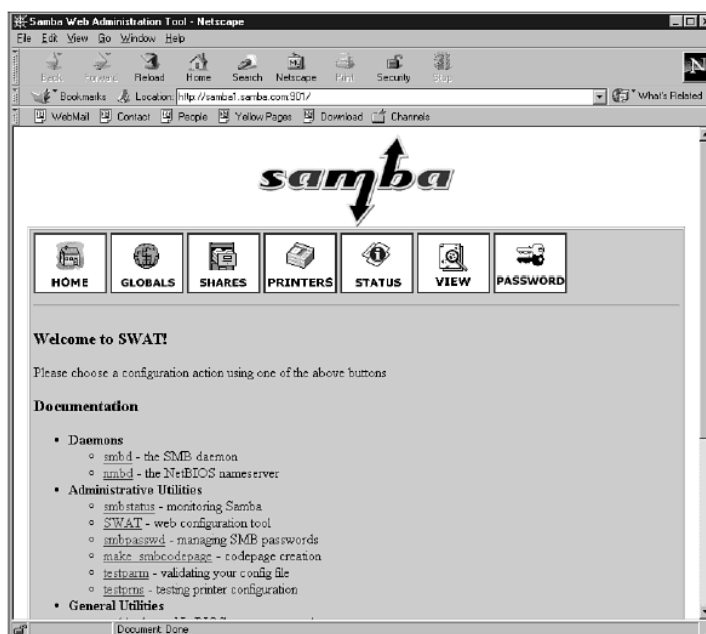 Samba Web Administration Tool - Netscape
File Edit View Go Window Help
Back Forward Reload Home Search Netscape Print Security Stop
Bookmarks Location: http://samba1.samba.com:901/ What's Related
WebMail Contact People Yellow Pages Download Channels
samba
HOME GLOBALS SHARES PRINTERS STATUS VIEW PASSWORD
Welcome to SWAT!
Please choose a configuration action using one of the above buttons
Documentation
• Daemons
◦ smbd - the SMB daemon
◦ nmbd - the NetBIOS nameserver
• Administrative Utilities
◦ smbstatus - monitoring Samba
◦ SWAT - web configuration tool
◦ smbpasswd - managing SMB passwords
◦ make_smbcodepage - codepage creation
◦ testparm - validating your config file
◦ testprns - testing printer configuration
• General Utilities
Document: Done